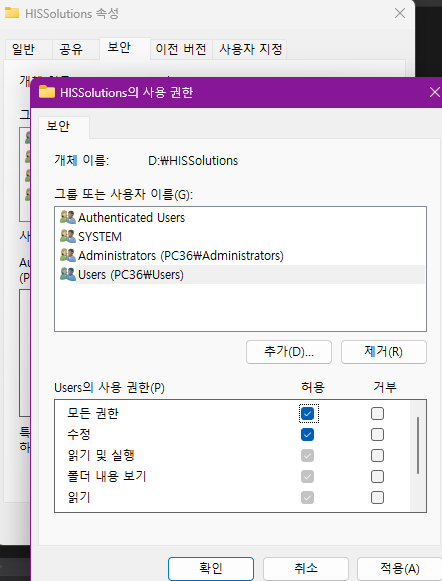 HISSolutions 속성
일반 공유 보안 이전 버전 사용자 지정
HISSolutions의 사용 권한
보안
개체 이름: D:₩HISSolutions
그룹 또는 사용자 이름(G):
Authenticated Users
SYSTEM
Administrators (PC36₩Administrators)
Users (PC36₩Users)
추가(D)... 제거(R)
Users의 사용 권한(P) 허용 거부
모든 권한
수정
읽기 및 실행
폴더 내용 보기
읽기
확인 취소 적용(A)